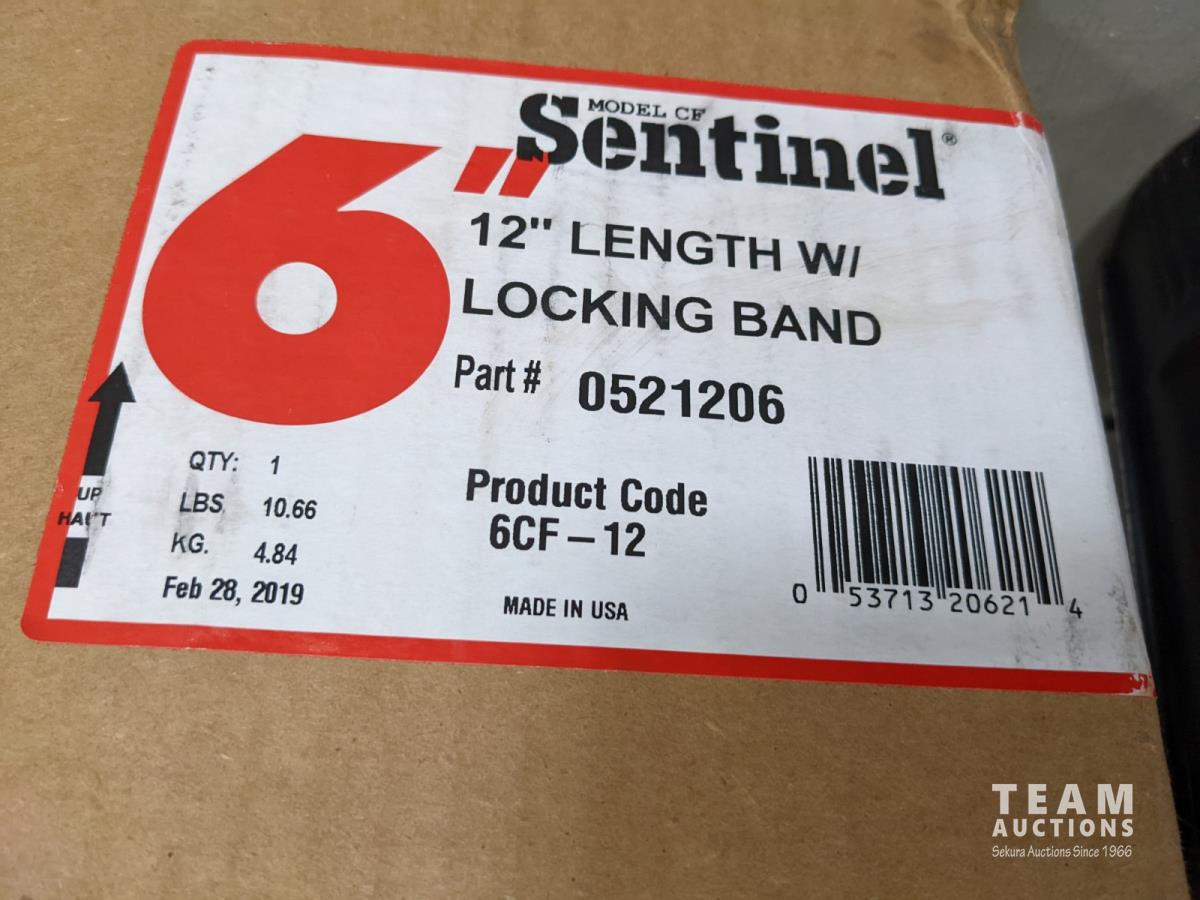 MODEL CF
Sentinel®
6" IN
12" LENGTH W/
LOCKING BAND
Part # 0521206
UP
HAUT
QTY: 1
LBS 10.66
KG. 4.84
Feb 28, 2019
Product Code
6CF-12
MADE IN USA
0 53713 20621 4
TEAM
AUCTIONS
Sekura Auctions Since 1966